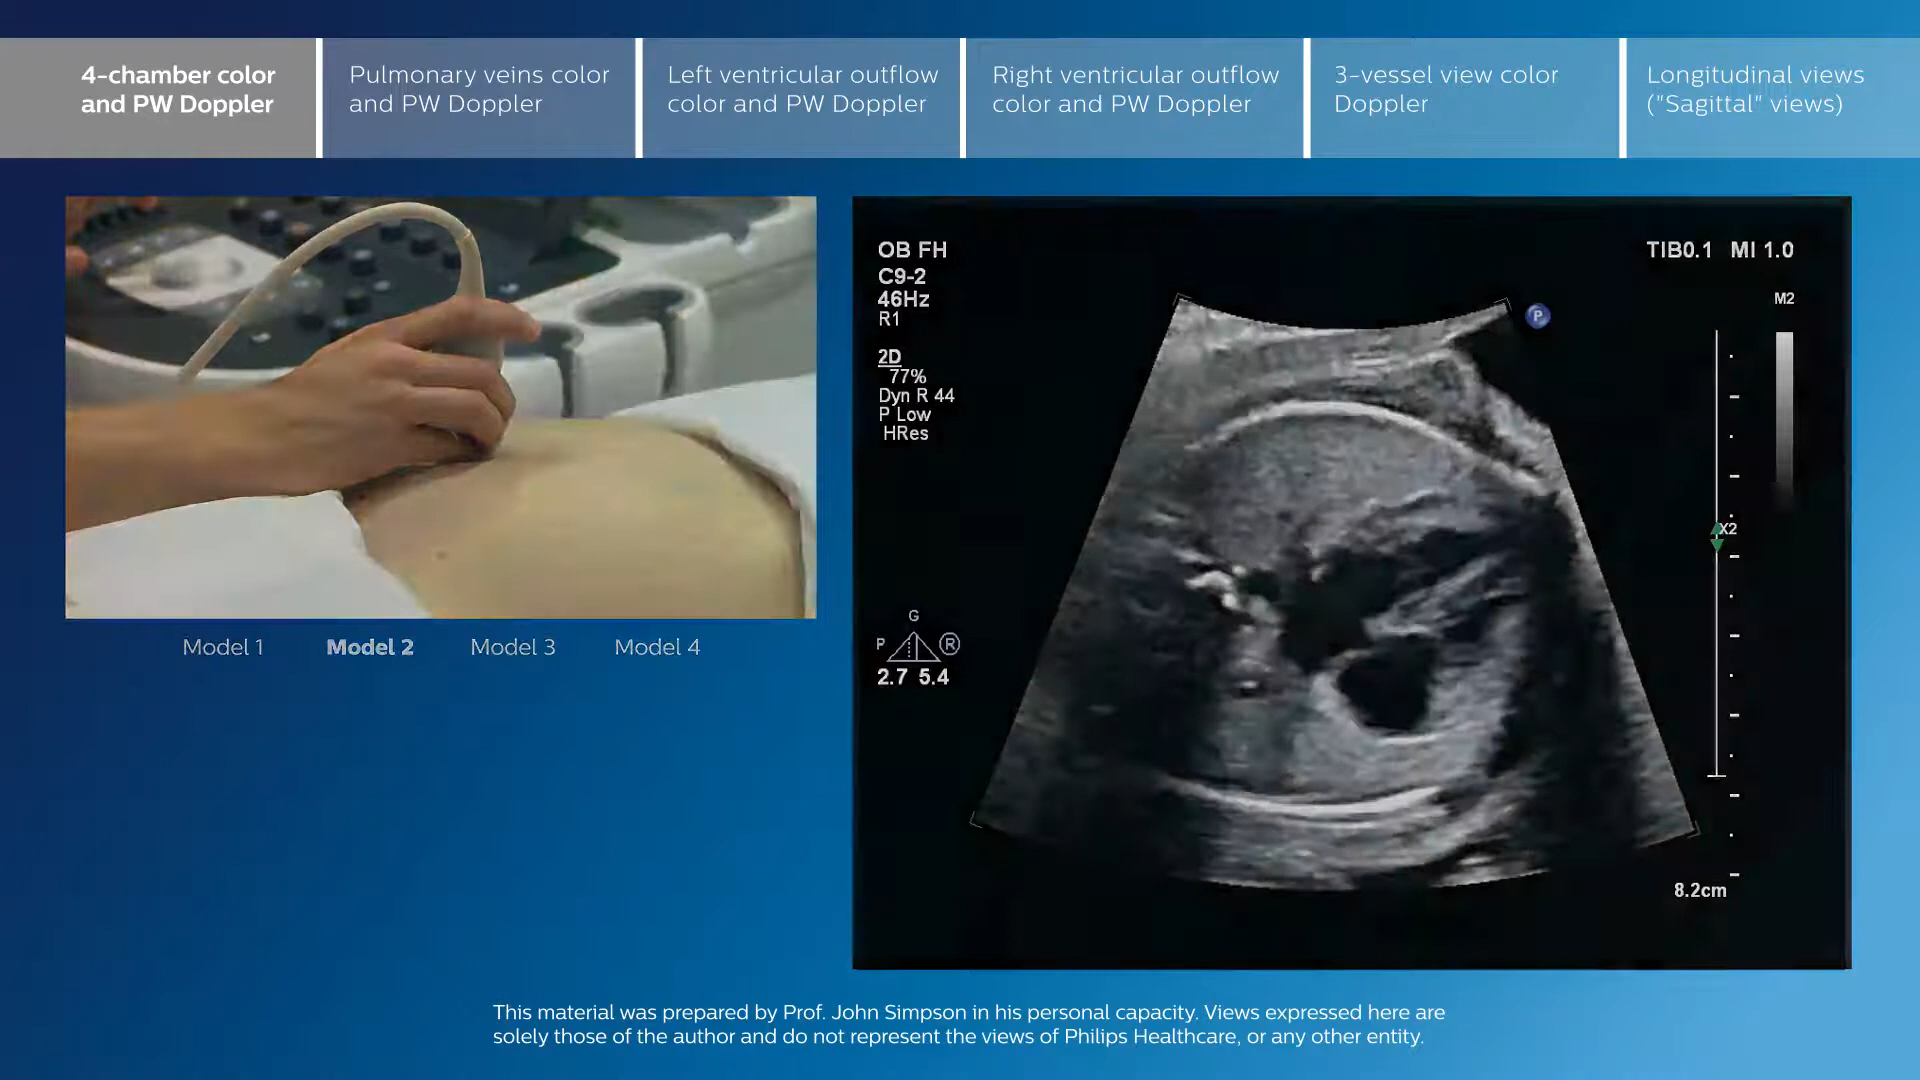 4-chamber color
and PW Doppler
Pulmonary veins color
and PW Doppler
Left ventricular outflow
color and PW Doppler
Right ventricular outflow
color and PW Doppler
3-vessel view color
Doppler
Longitudinal views
("Sagittal" views)
OB FH
C9-2
46Hz
R1
2D
77%
Dyn R 44
P Low
HRes
G
P R
2.7 5.4
TIB0.1 MI 1.0
M2
P
X2
8.2cm
Model 1 Model 2 Model 3 Model 4
This material was prepared by Prof. John Simpson in his personal capacity. Views expressed here are
solely those of the author and do not represent the views of Philips Healthcare, or any other entity.